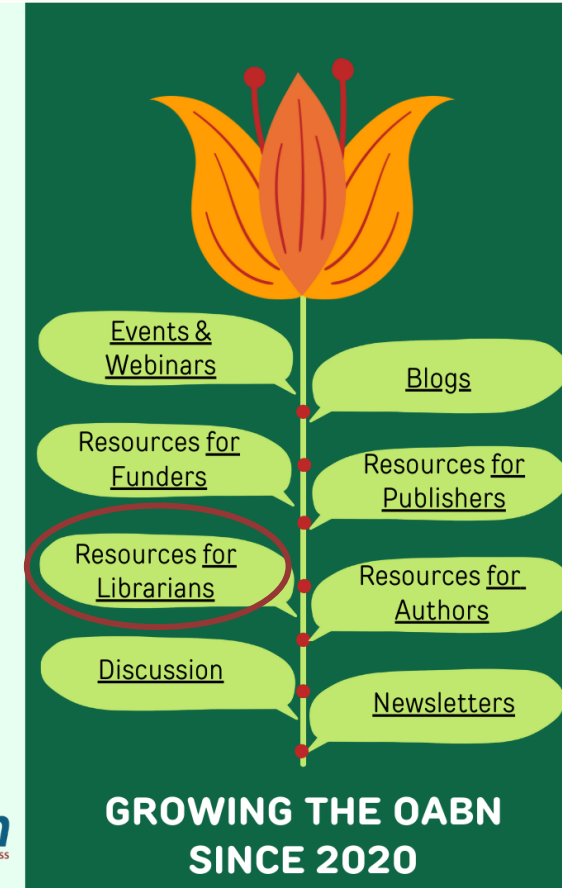 Events &
Webinars
Blogs
Resources for
Funders
Resources for
Publishers
Resources for
Librarians
Resources for
Authors
Discussion
Newsletters
GROWING THE OABN
SINCE 2020